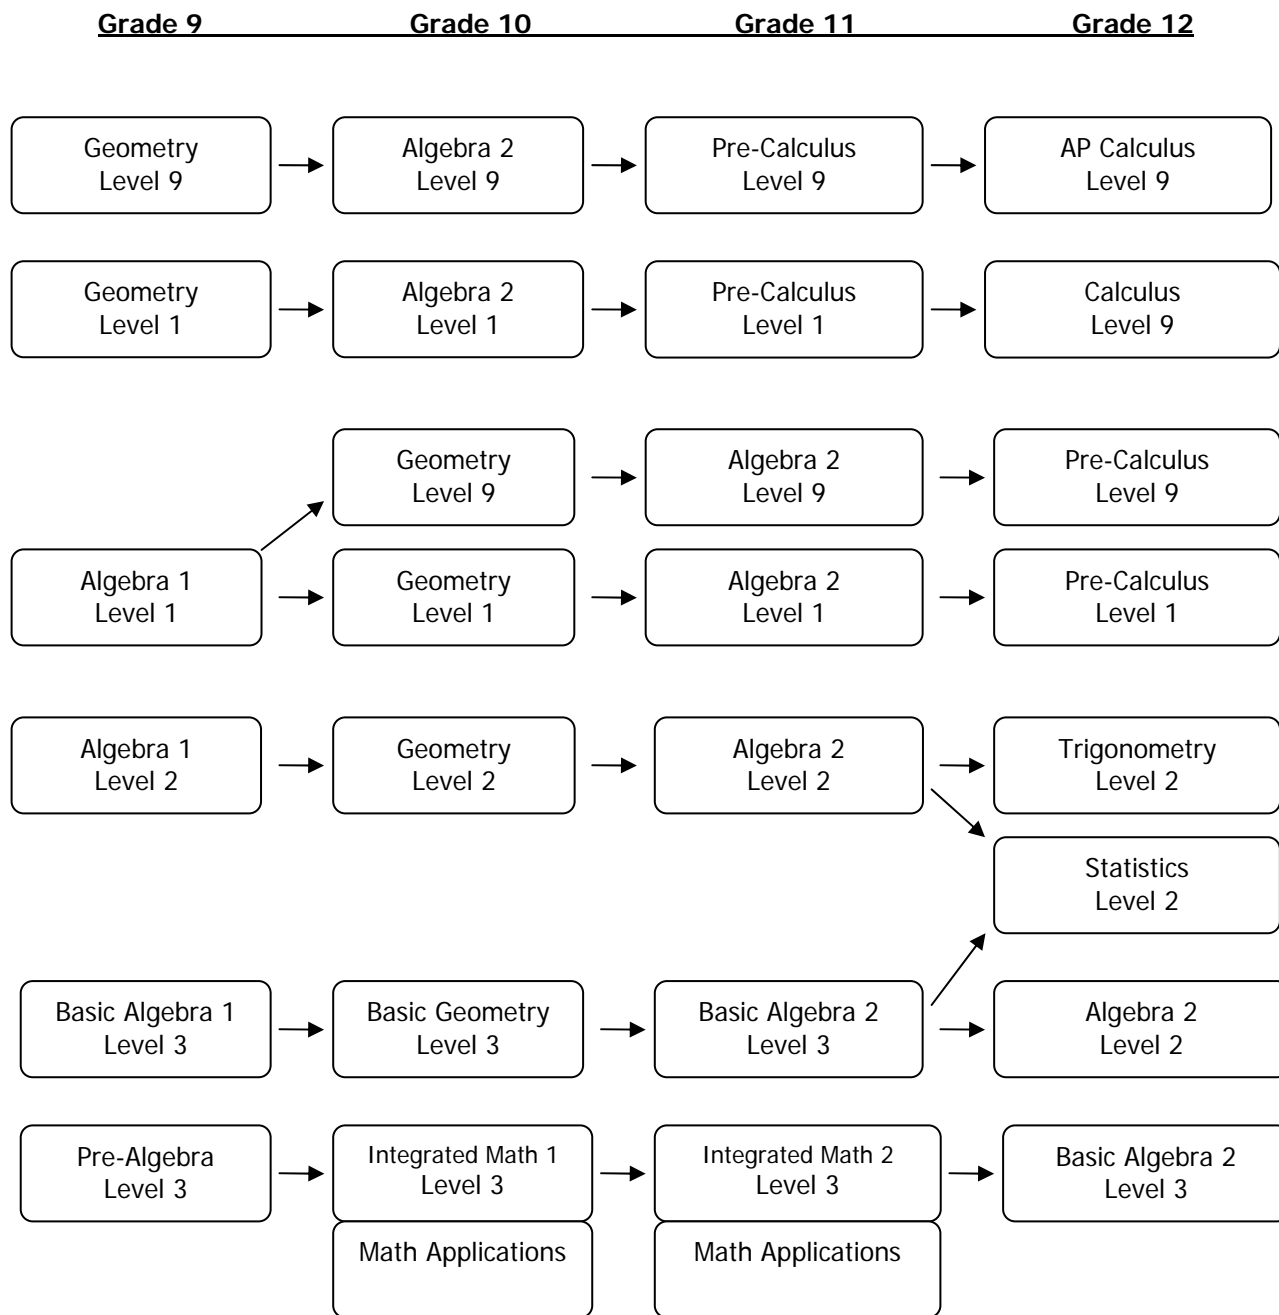 Grade 9 Grade 10 Grade 11 Grade 12
Geometry
Level 9
Algebra 2
Level 9
Pre-Calculus
Level 9
AP Calculus
Level 9
Geometry
Level 1
Algebra 2
Level 1
Pre-Calculus
Level 1
Calculus
Level 9
Geometry
Level 9
Algebra 2
Level 9
Pre-Calculus
Level 9
Algebra 1
Level 1
Geometry
Level 1
Algebra 2
Level 1
Pre-Calculus
Level 1
Algebra 1
Level 2
Geometry
Level 2
Algebra 2
Level 2
Trigonometry
Level 2
Statistics
Level 2
Basic Algebra 1
Level 3
Basic Geometry
Level 3
Basic Algebra 2
Level 3
Algebra 2
Level 2
Pre-Algebra
Level 3
Integrated Math 1
Level 3
Integrated Math 2
Level 3
Basic Algebra 2
Level 3
Math Applications
Math Applications